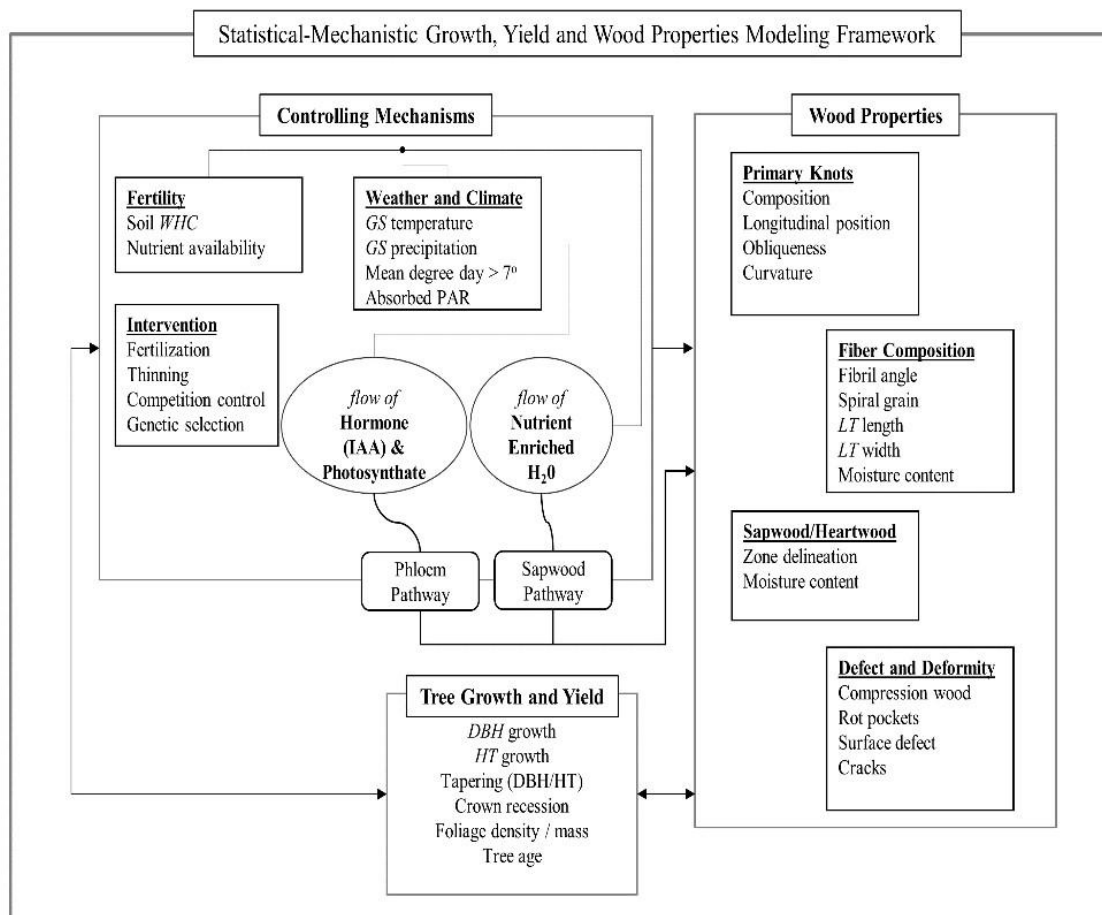 Statistical-Mechanistic Growth, Yield and Wood Properties Modeling Framework
Controlling Mechanisms
Fertility
Soil WHC
Nutrient availability
Weather and Climate
GS temperature
GS precipitation
Mean degree day > 7º
Absorbed PAR
Intervention
Fertilization
Thinning
Competition control
Genetic selection
flow of
Hormone
(IAA) &
Photosynthate
flow of
Nutrient
Enriched
H₂0
Phloem
Pathway
Sapwood
Pathway
Tree Growth and Yield
DBH growth
HT growth
Tapering (DBH/HT)
Crown recession
Foliage density / mass
Tree age
Wood Properties
Primary Knots
Composition
Longitudinal position
Obliqueness
Curvature
Fiber Composition
Fibril angle
Spiral grain
LT length
LT width
Moisture content
Sapwood/Heartwood
Zone delineation
Moisture content
Defect and Deformity
Compression wood
Rot pockets
Surface defect
Cracks